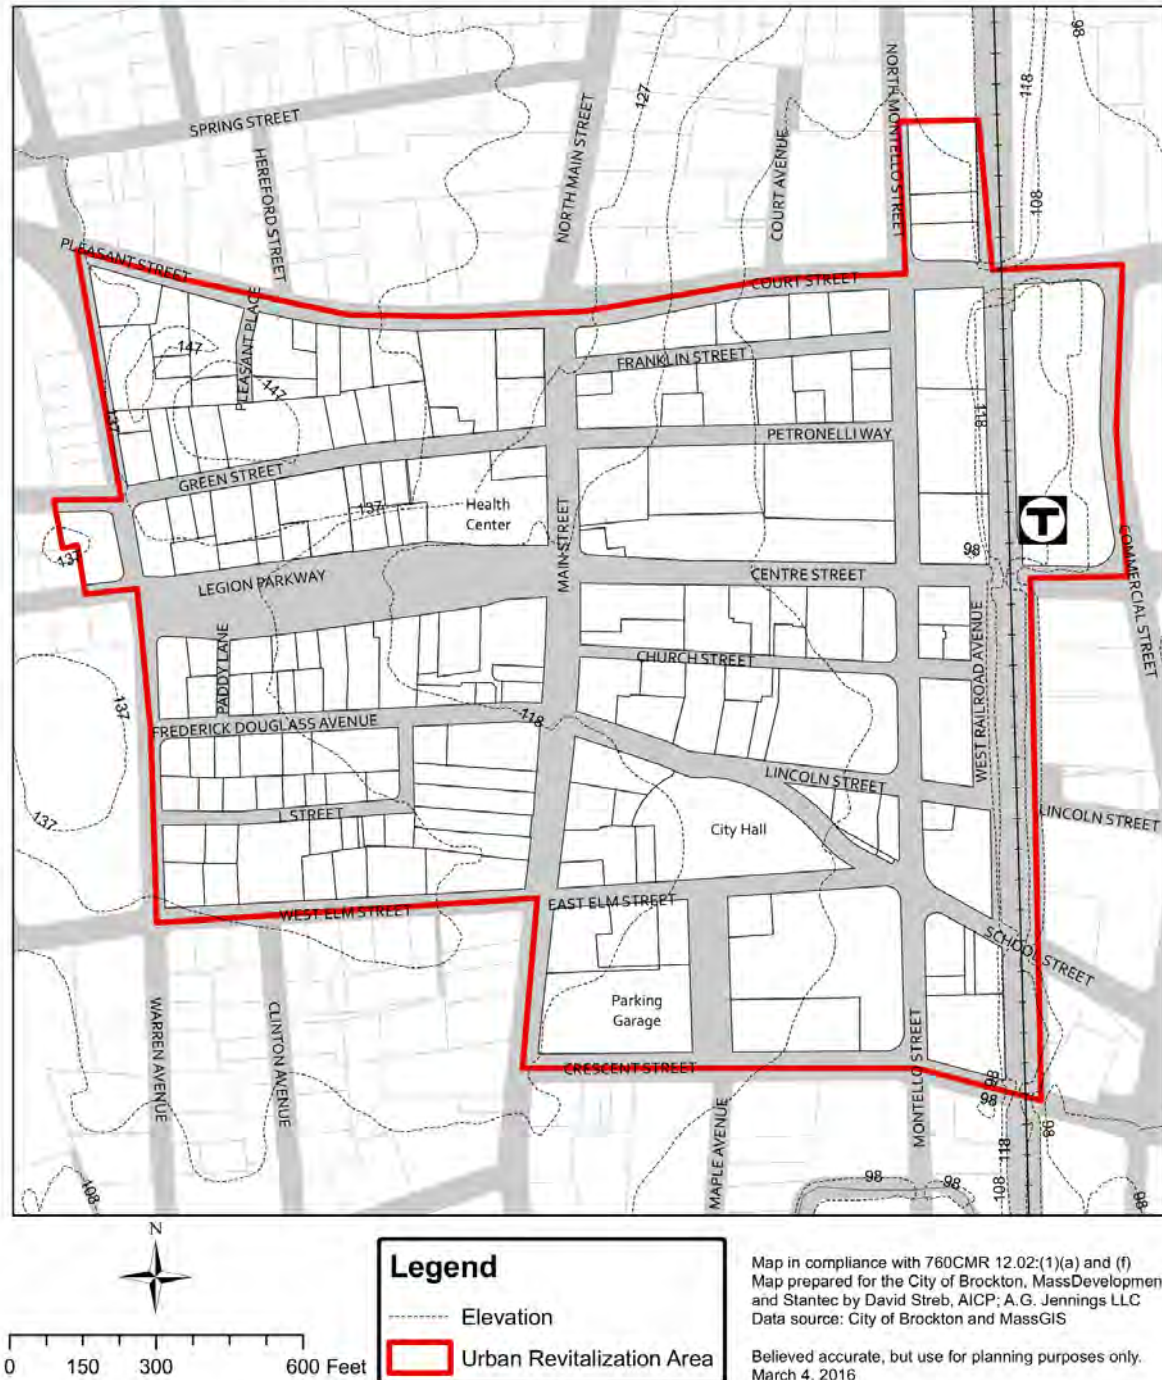 98
118
127
NORTH MONTELLO STREET
SPRING STREET
HEREFORD STREET
NORTH MAIN STREET
COURT AVENUE
108
PLEASANT STREET
COURT STREET
PLEASANT PLACE
147
FRANKLIN STREET
147
137
118
PETRONELLI WAY
GREEN STREET
137
Health
Center
T
MAIN STREET
98
137
COMMERCIAL STREET
LEGION PARKWAY
CENTRE STREET
WEST RAILROAD AVENUE
PADDY LANE
CHURCH STREET
137
118
FREDERICK DOUGLASS AVENUE
LINCOLN STREET
137
L STREET
City Hall
LINCOLN STREET
WEST ELM STREET
EAST ELM STREET
SCHOOL STREET
Parking
Garage
WARREN AVENUE
CLINTON AVENUE
CRESCENT STREET
MONTELLO STREET
98
98
98
MAPLE AVENUE
118
108
108
98
98
98
N
Legend
Elevation
Urban Revitalization Area
0 150 300 600 Feet
Map in compliance with 760CMR 12.02:(1)(a) and (f)
Map prepared for the City of Brockton, MassDevelopmen
and Stantec by David Streb, AICP; A.G. Jennings LLC
Data source: City of Brockton and MassGIS
Believed accurate, but use for planning purposes only.
March 4, 2016